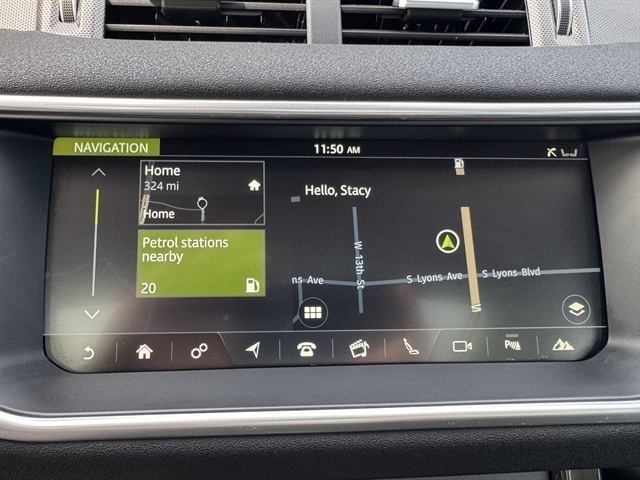 NAVIGATION
11:50 AM
Home
324 mi
Home
Hello, Stacy
Petrol stations
nearby
20
W 13th St
ns Ave
S Lyons Ave
S Lyons Blvd
S
P